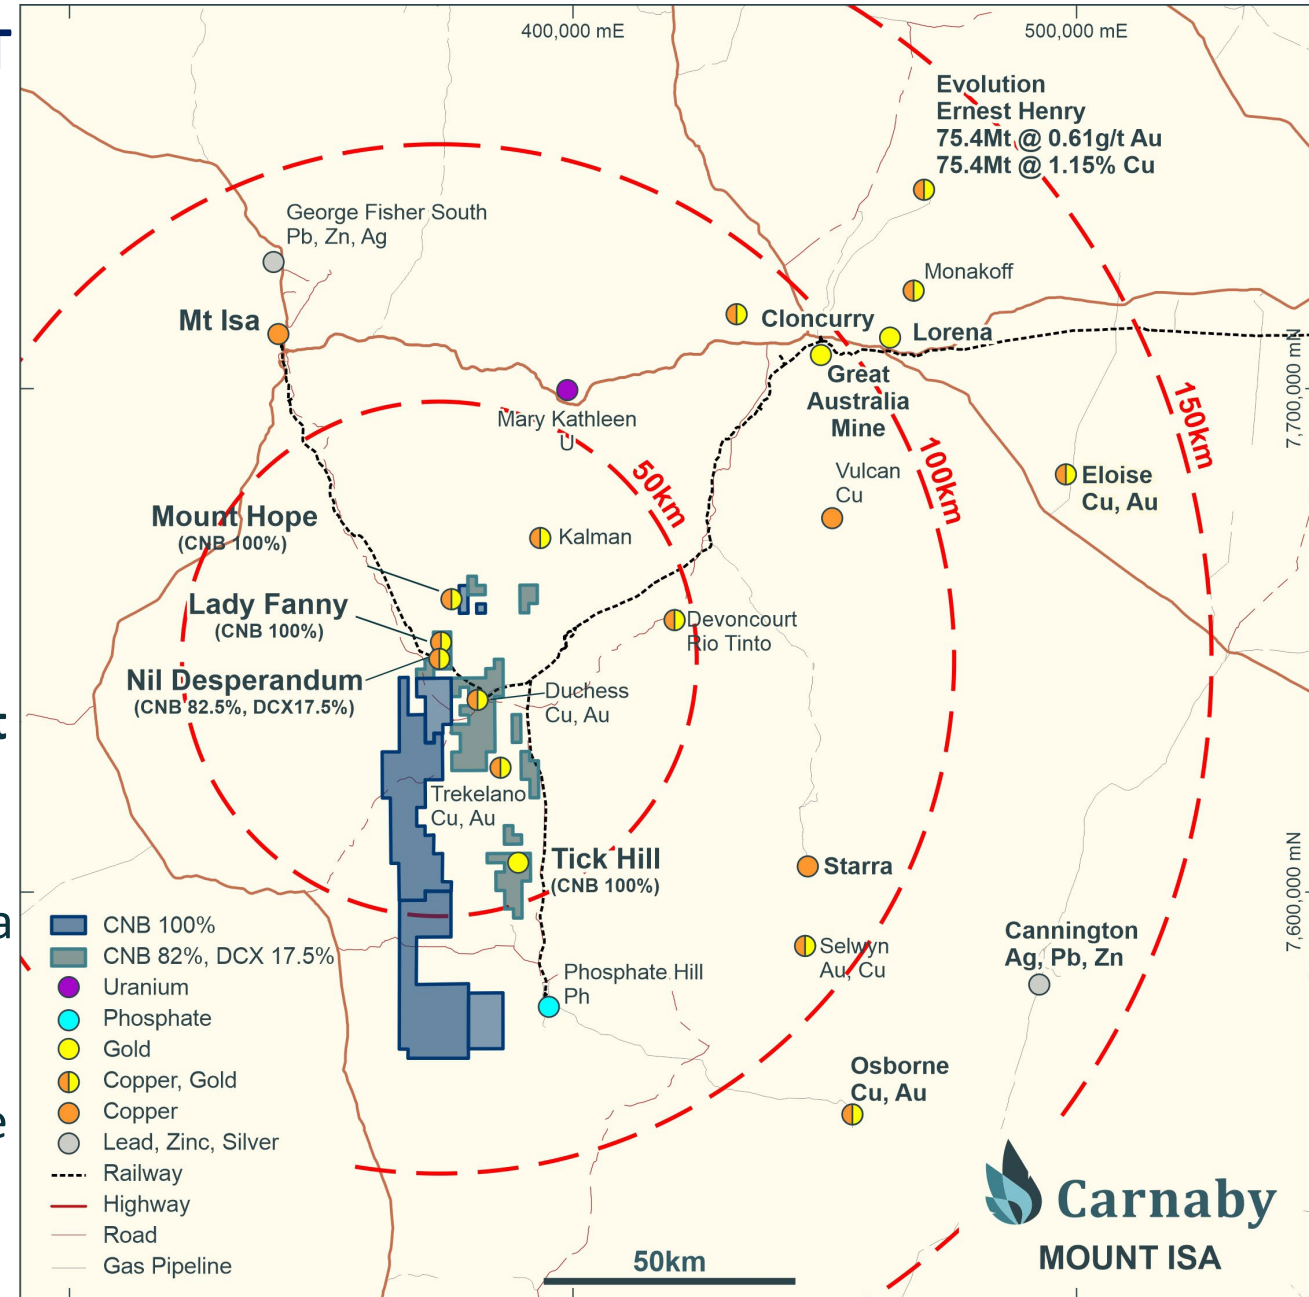 T
400,000 mE
500,000 mE
Evolution
Ernest Henry
75.4Mt @ 0.61g/t Au
75.4Mt @ 1.15% Cu
George Fisher South
Pb, Zn, Ag
Monakoff
Mt Isa
Cloncurry
Lorena
Great
Australia
Mine
7,700,000 mN
Mary Kathleen
U
50km
100km
150km
Vulcan
Cu
Eloise
Cu, Au
Mount Hope
(CNB 100%)
Kalman
Lady Fanny
(CNB 100%)
Devoncourt
Rio Tinto
Nil Desperandum
(CNB 82.5%, DCX17.5%)
Duchess
Cu, Au
t
Trekelano
Cu, Au
Tick Hill
(CNB 100%)
Starra
7,600,000 mN
a
Selwyn
Au, Cu
Cannington
Ag, Pb, Zn
Phosphate Hill
Ph
Osborne
Cu, Au
e
CNB 100%
CNB 82%, DCX 17.5%
Uranium
Phosphate
Gold
Copper, Gold
Copper
Lead, Zinc, Silver
Railway
Highway
Road
Gas Pipeline
50km
Carnaby
MOUNT ISA